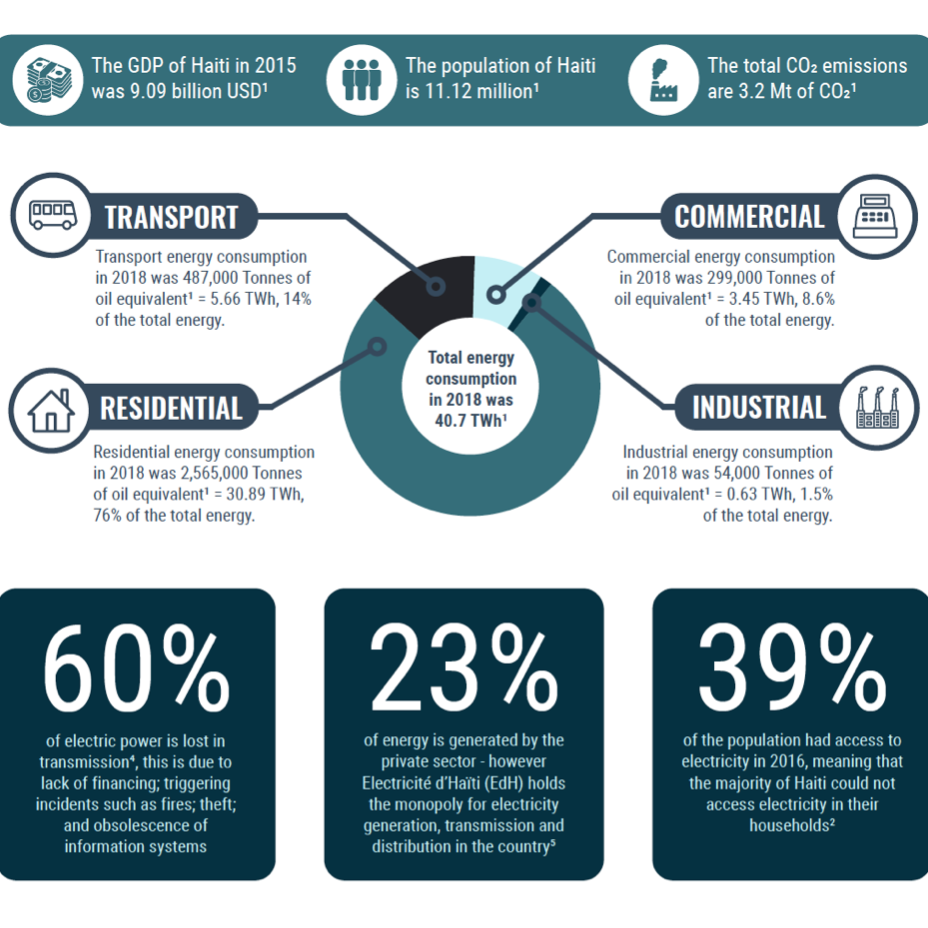 The GDP of Haiti in 2015
was 9.09 billion USD¹
The population of Haiti
is 11.12 million¹
The total CO₂ emissions
are 3.2 Mt of CO₂¹
TRANSPORT
Transport energy consumption
in 2018 was 487,000 Tonnes of
oil equivalent¹ = 5.66 TWh, 14%
of the total energy.
COMMERCIAL
Commercial energy consumption
in 2018 was 299,000 Tonnes of
oil equivalent¹ = 3.45 TWh, 8.6%
of the total energy.
Total energy
consumption
in 2018 was
40.7 TWh¹
RESIDENTIAL
Residential energy consumption
in 2018 was 2,565,000 Tonnes
of oil equivalent¹ = 30.89 TWh,
76% of the total energy.
INDUSTRIAL
Industrial energy consumption
in 2018 was 54,000 Tonnes of
oil equivalent¹ = 0.63 TWh, 1.5%
of the total energy.
60%
of electric power is lost in
transmission⁴, this is due to
lack of financing; triggering
incidents such as fires; theft;
and obsolescence of
information systems
23%
of energy is generated by the
private sector - however
Electricité d'Haïti (EdH) holds
the monopoly for electricity
generation, transmission and
distribution in the country⁵
39%
of the population had access to
electricity in 2016, meaning that
the majority of Haiti could not
access electricity in their
households²